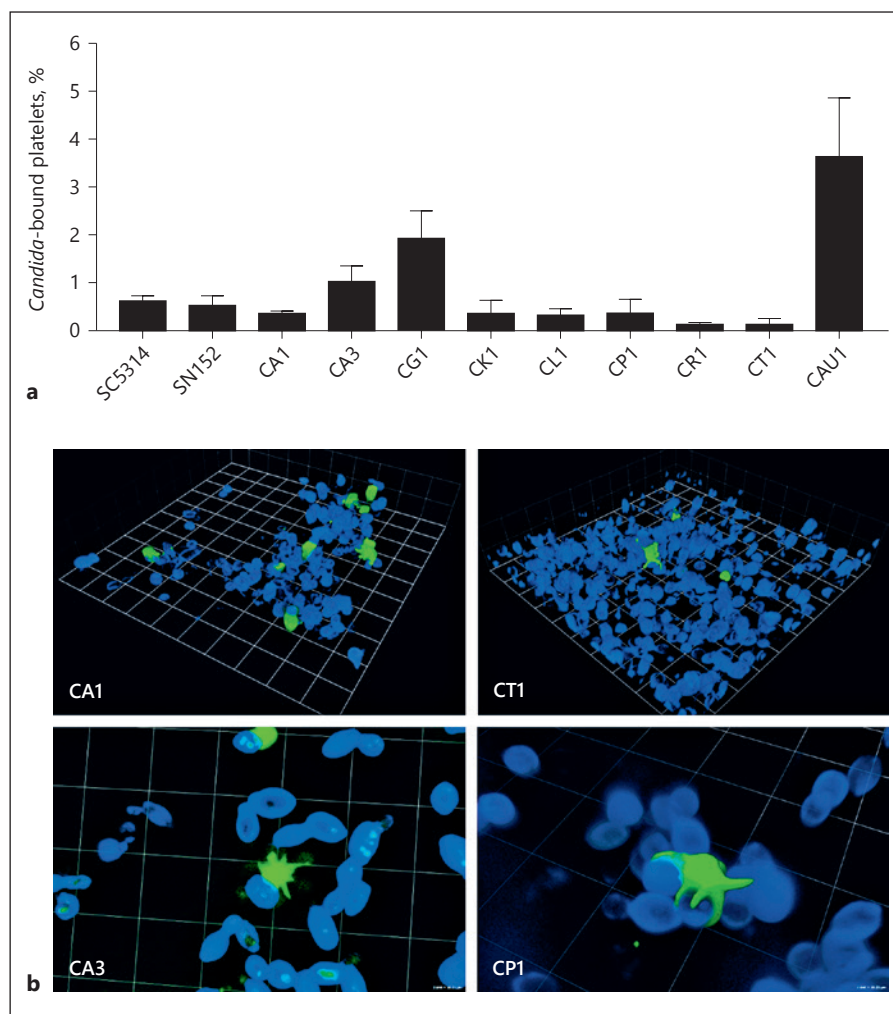 6
5
4
3
2
1
0
Candida-bound platelets, %
SC5314
SN152
CA1
CA3
CG1
CK1
CL1
CP1
CR1
CT1
CAU1
a
CA1
CT1
CA3
CP1
b